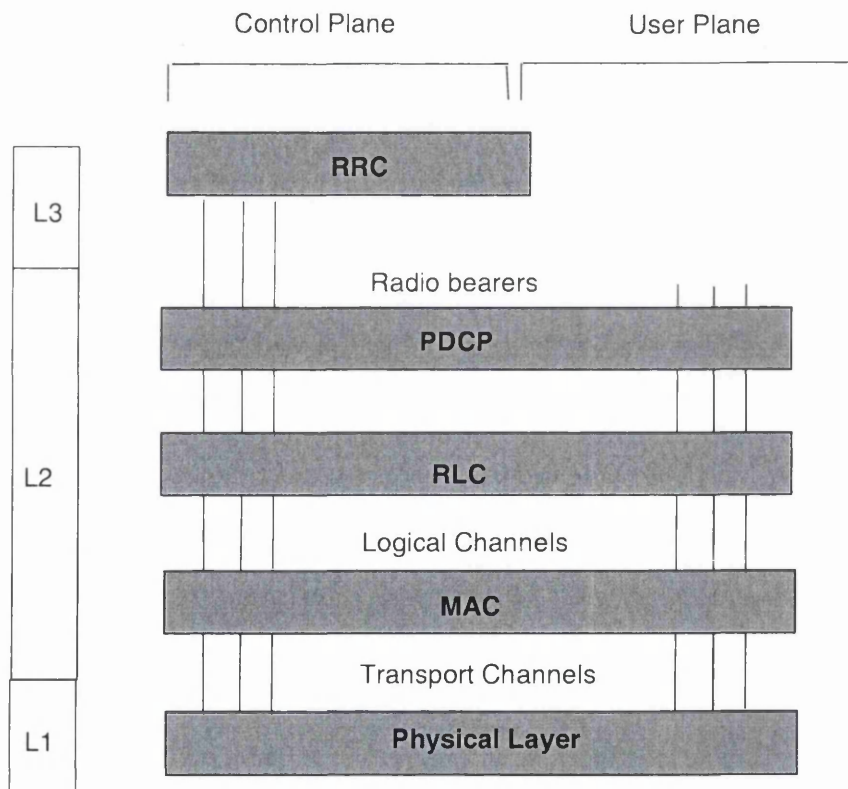 Control Plane
User Plane
RRC
L3
Radio bearers
PDCP
L2
RLC
Logical Channels
MAC
Transport Channels
L1
Physical Layer